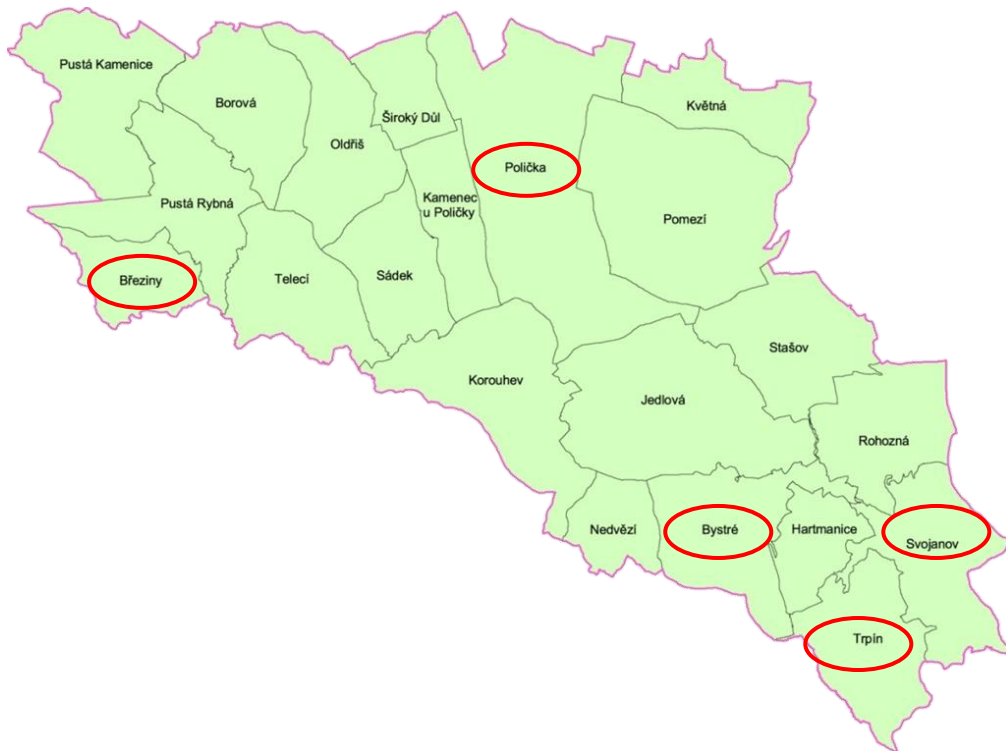 Pustá Kamenice
Borová
Široký Důl
Květná
Oldřiš
Polička
Kamenec
u Poličky
Pustá Rybná
Pomezí
Březiny
Telecí
Sádek
Stašov
Korouhev
Jedlová
Rohozná
Nedvězí
Bystré
Hartmanice
Svojanov
Trpín